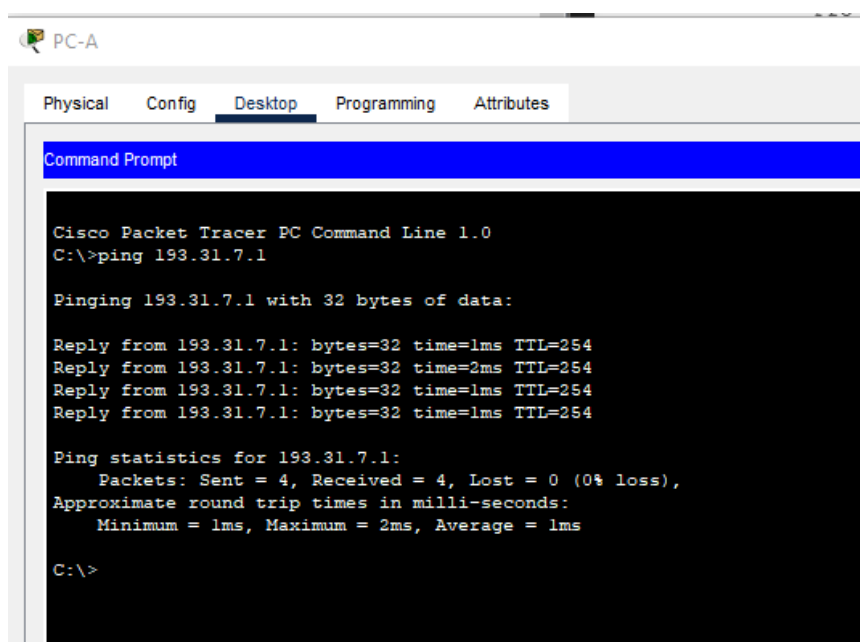 PC-A
Physical Config Desktop Programming Attributes
Command Prompt
Cisco Packet Tracer PC Command Line 1.0
C:\>ping 193.31.7.1
Pinging 193.31.7.1 with 32 bytes of data:
Reply from 193.31.7.1: bytes=32 time=1ms TTL=254
Reply from 193.31.7.1: bytes=32 time=2ms TTL=254
Reply from 193.31.7.1: bytes=32 time=1ms TTL=254
Reply from 193.31.7.1: bytes=32 time=1ms TTL=254
Ping statistics for 193.31.7.1:
Packets: Sent = 4, Received = 4, Lost = 0 (0% loss),
Approximate round trip times in milli-seconds:
Minimum = 1ms, Maximum = 2ms, Average = 1ms
C:\>